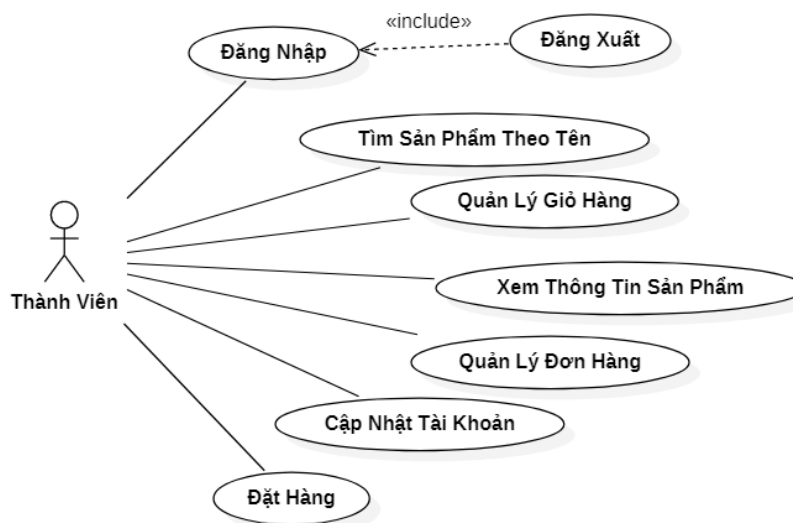 «include»
Đăng Nhập
Đăng Xuất
Tìm Sản Phẩm Theo Tên
Quản Lý Giỏ Hàng
Xem Thông Tin Sản Phẩm
Thành Viên
Quản Lý Đơn Hàng
Cập Nhật Tài Khoản
Đặt Hàng